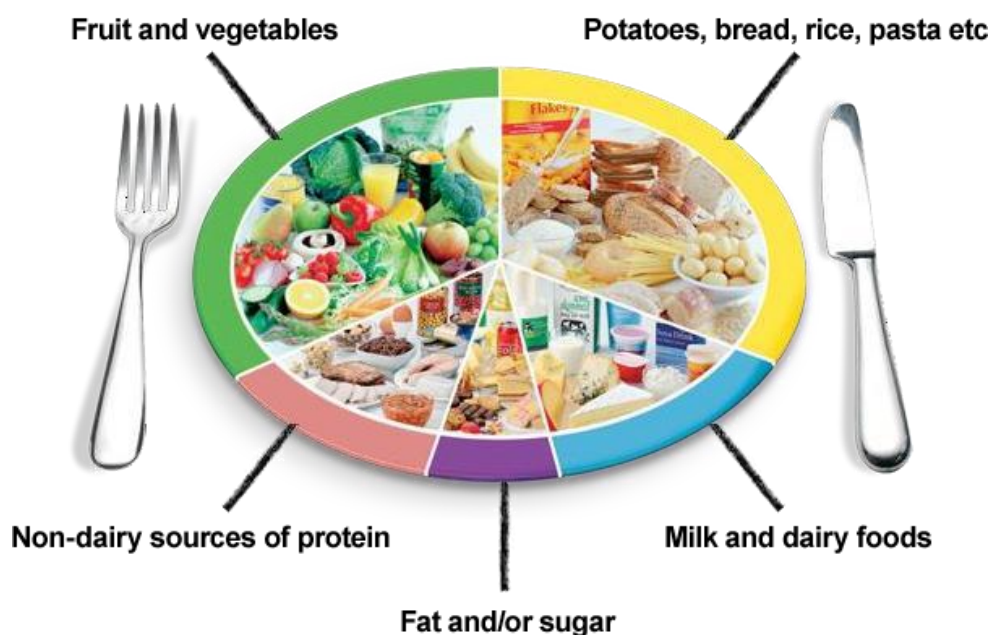 Fruit and vegetables
Potatoes, bread, rice, pasta etc
Flakes
Non-dairy sources of protein
Milk and dairy foods
Fat and/or sugar